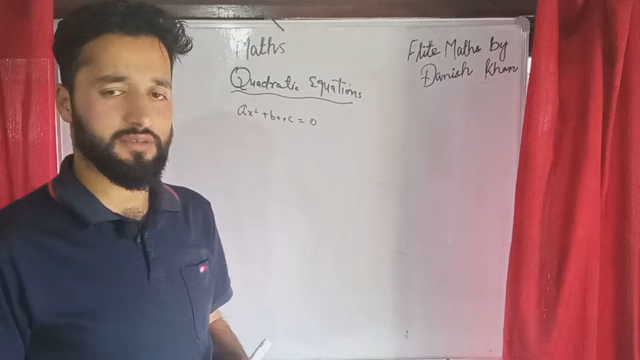 Maths
Elite Maths by
Danish Khan
Quadratic Equations
ax² + bx + c = 0